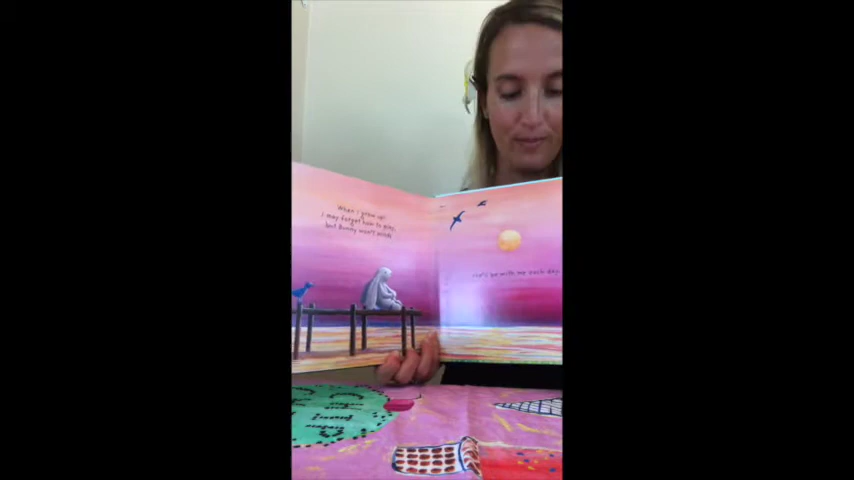 When I grow up
I may forget how to play,
but Bunny won't mind
he'll be with me each day.